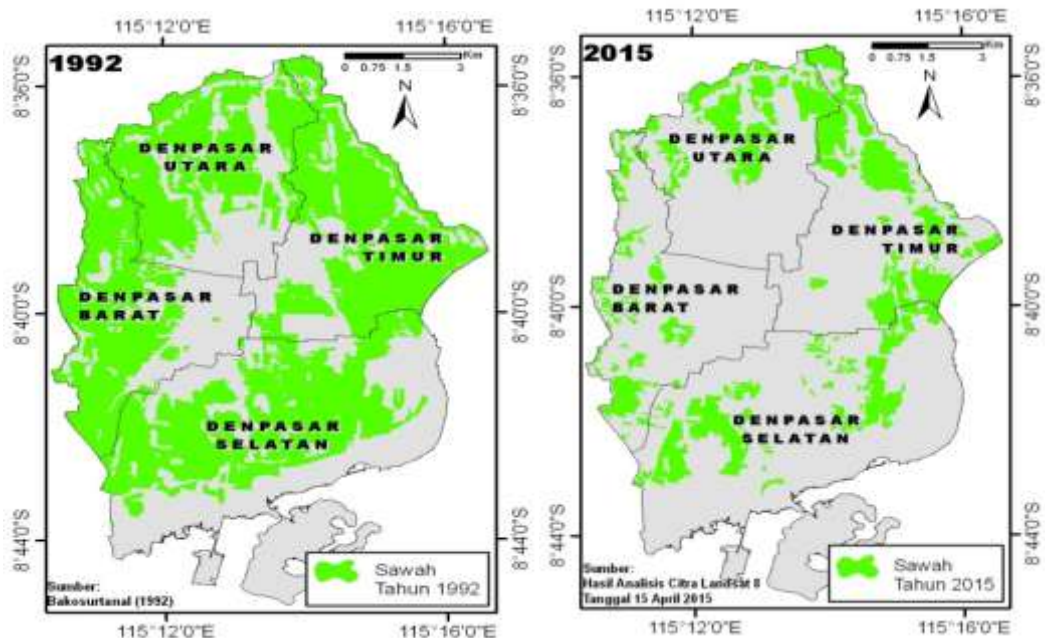 115°12'0"E
115°16'0"E
1992
Km
0 0.75 1.5 3
N
8°36'0"S
8°36'0"S
DENPASAR
UTARA
DENPASAR
TIMUR
DENPASAR
BARAT
8°40'0"S
8°40'0"S
DENPASAR
SELATAN
8°44'0"S
8°44'0"S
Sumber:
Bakosurtanal (1992)
Sawah
Tahun 1992
115°12'0"E
115°16'0"E
115°12'0"E
115°16'0"E
2015
Km
0 0.75 1.5 3
N
8°36'0"S
8°36'0"S
DENPASAR
UTARA
DENPASAR
TIMUR
DENPASAR
BARAT
8°40'0"S
8°40'0"S
DENPASAR
SELATAN
8°44'0"S
8°44'0"S
Sumber:
Hasil Analisis Citra Landsat 8
Tanggal 15 April 2015
Sawah
Tahun 2015
115°12'0"E
115°16'0"E